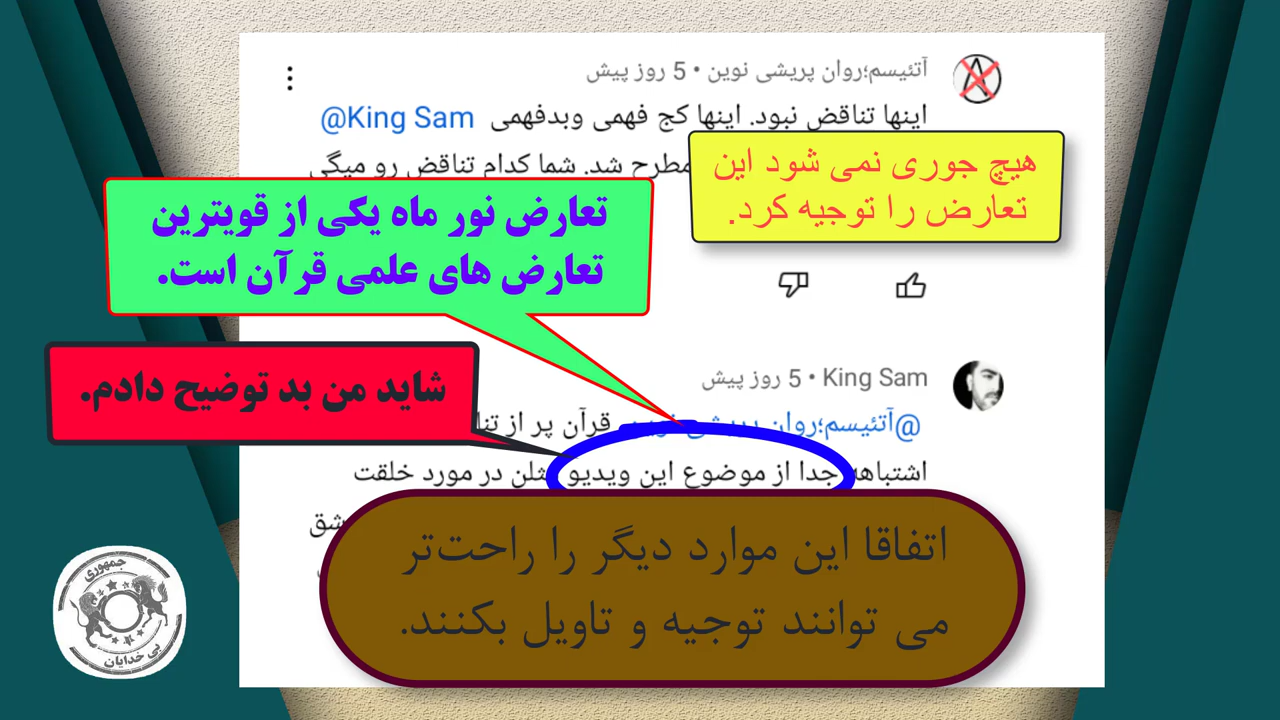 آتئیسم؛روان پریشی نوین • 5 روز پیش
اینها تناقض نبود. اینها کج فهمی وبدفهمی @King Sam
مطرح شد. شما کدام تناقض رو میگی
هیچ جوری نمی شود این
تعارض را توجیه کرد.
تعارض نور ماه یکی از قویترین
تعارض های علمی قرآن است.
شاید من بد توضیح دادم.
King Sam • 5 روز پیش
@آتئیسم؛روان پریشی نوین قرآن پر از
اشتباهه جدا از موضوع این ویدیو مثلن در مورد خلقت
اتفاقا این موارد دیگر را راحت‌تر
می توانند توجیه و تاویل بکنند.
جمهوری
بی خدایان